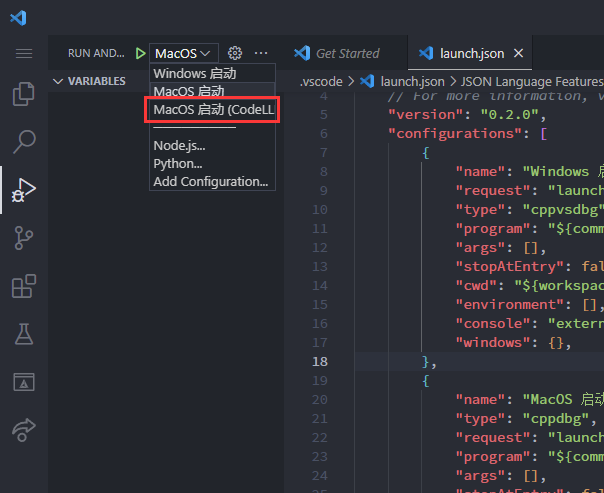 RUN AND...
MacOS
Get Started
launch.json
VARIABLES
Windows 启动
MacOS 启动
MacOS 启动 (CodeLL
Node.js...
Python...
Add Configuration...
.vscode > launch.json > JSON Language Features
4 // For more information, v
5 "version": "0.2.0",
6 "configurations": [
7 {
8 "name": "Windows 启
9 "request": "launch
10 "type": "cppvsdbg"
11 "program": "${comm
12 "args": [],
13 "stopAtEntry": fal
14 "cwd": "${workspac
15 "environment": [],
16 "console": "extern
17 "windows": {},
18 },
19 {
20 "name": "MacOS 启动
21 "type": "cppdbg",
22 "request": "launch
23 "program": "${comm
24 "args": [],
"stopAtEntry": fal